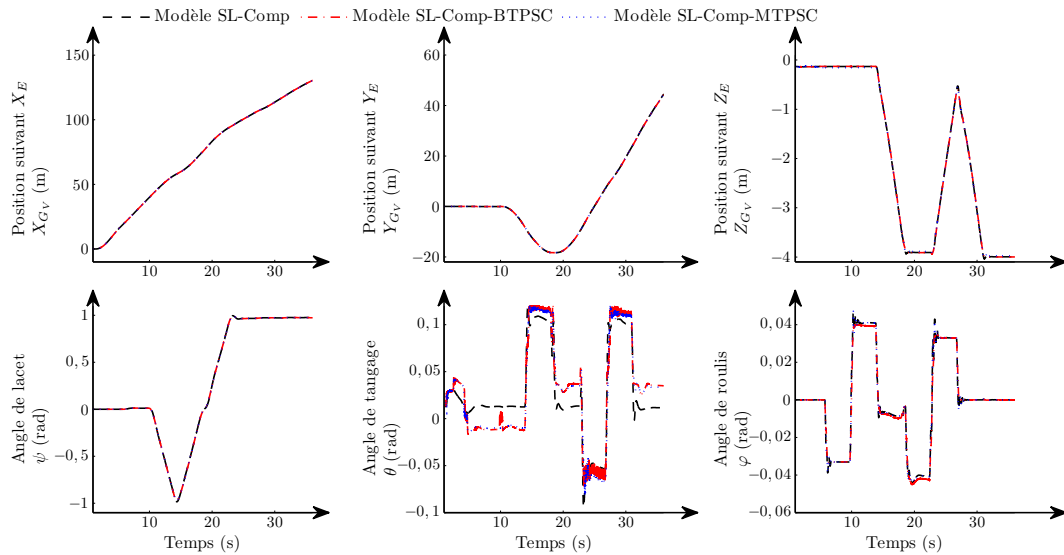 Modèle SL-Comp Modèle SL-Comp-BTPSC Modèle SL-Comp-MTPSC
Position suivant X_E
X_{G_V} (m)
150
100
50
0
10 20 30
Position suivant Y_E
Y_{G_V} (m)
60
40
20
0
−20
10 20 30
Position suivant Z_E
Z_{G_V} (m)
−0
−1
−2
−3
−4
10 20 30
Angle de lacet
ψ (rad)
1
0,5
0
−0,5
−1
10 20 30
Temps (s)
Angle de tangage
θ (rad)
0,1
0,05
0
−0,05
−0,1
10 20 30
Temps (s)
Angle de roulis
φ (rad)
0,04
0,02
0
−0,02
−0,04
−0,06
10 20 30
Temps (s)